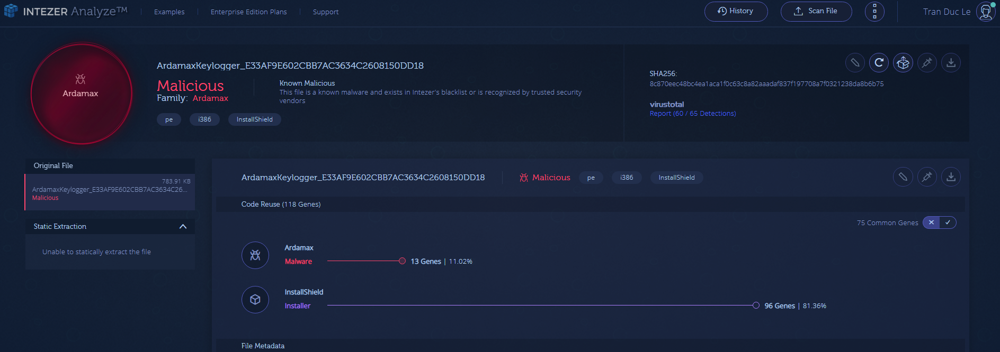 INTEZER Analyze™
Examples
Enterprise Edition Plans
Support
History
Scan File
Tran Duc Le
Ardamax
ArdamaxKeylogger_E33AF9E602CBB7AC3634C2608150DD18
Malicious
Family: Ardamax
Known Malicious
This file is a known malware and exists in Intezer's blacklist or is recognized by trusted security
vendors
pe
i386
InstallShield
SHA256:
8c870eec48bc4ea1aca1f0c63c8a82aaadaf837f197708a7f0321238da8b6b75
virustotal
Report (60 / 65 Detections)
Original File
783.91 KB
ArdamaxKeylogger_E33AF9E602CBB7AC3634C26...
Malicious
Static Extraction
Unable to statically extract the file
ArdamaxKeylogger_E33AF9E602CBB7AC3634C2608150DD18
Malicious
pe
i386
InstallShield
Code Reuse (118 Genes)
75 Common Genes
Ardamax
Malware
13 Genes | 11.02%
InstallShield
Installer
96 Genes | 81.36%
File Metadata